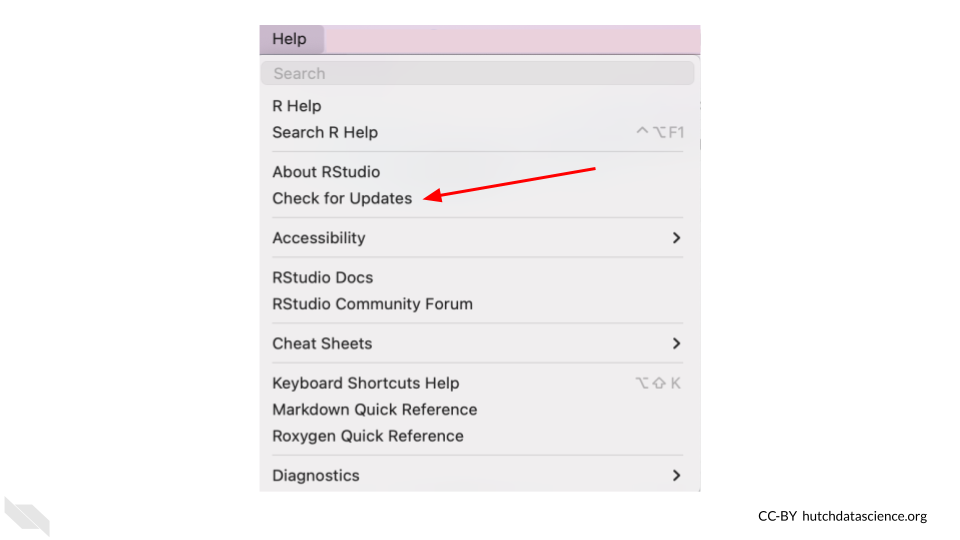 Help
Search
R Help
Search R Help ^⌥F1
About RStudio
Check for Updates
Accessibility
RStudio Docs
RStudio Community Forum
Cheat Sheets
Keyboard Shortcuts Help ⌥⇧ K
Markdown Quick Reference
Roxygen Quick Reference
Diagnostics
CC-BY hutchdatascience.org